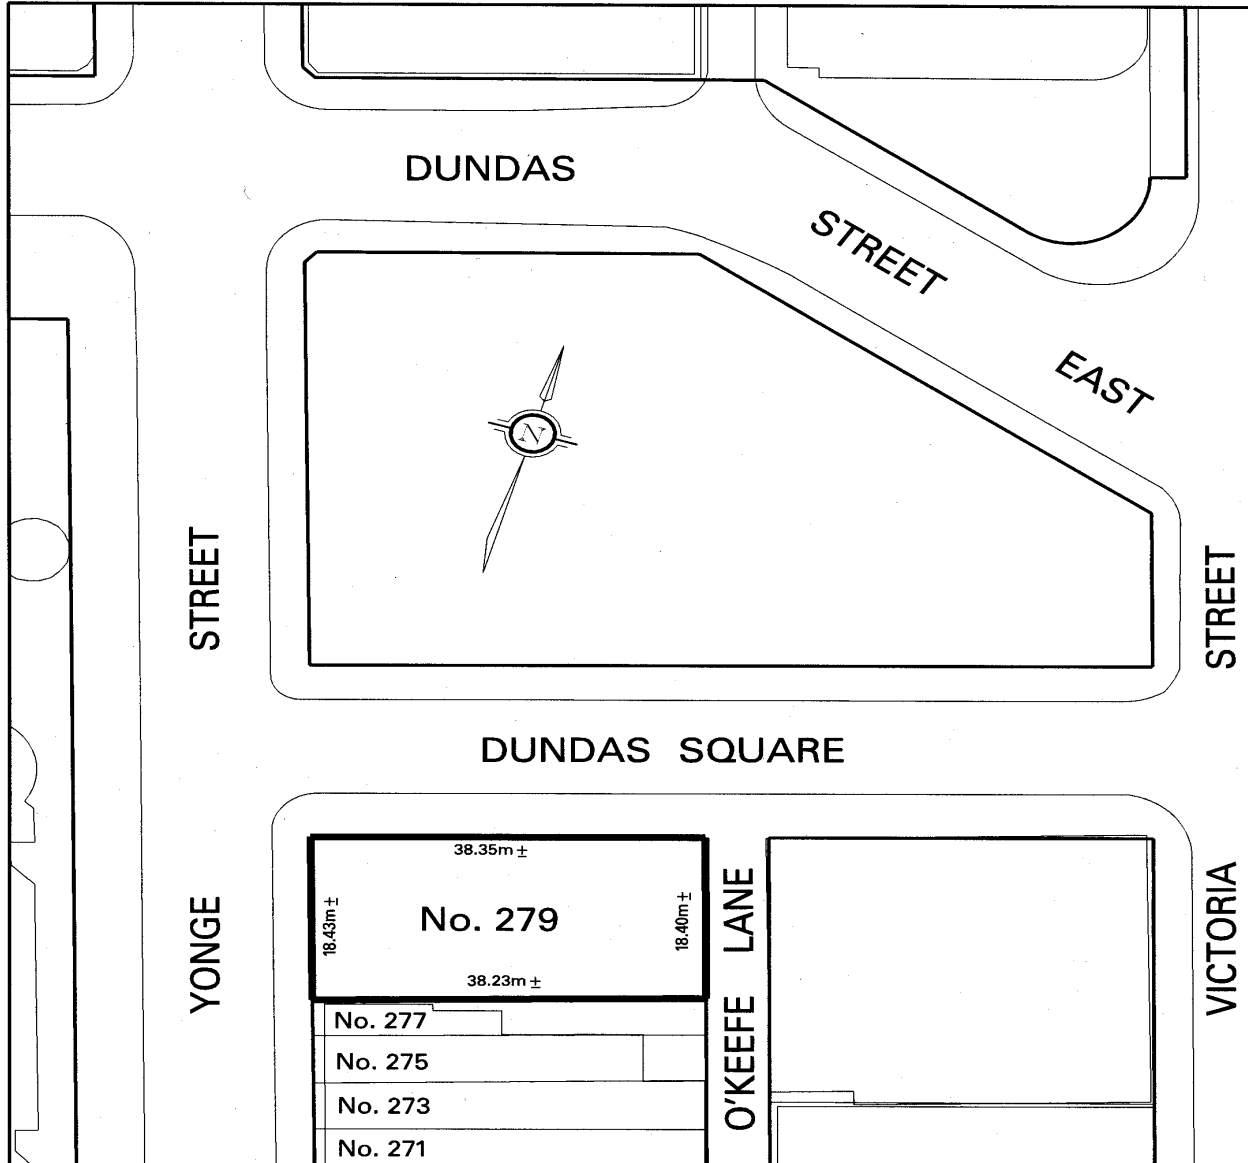 DUNDAS
STREET
EAST
N
STREET
STREET
DUNDAS SQUARE
YONGE
38.35m ±
18.43m ±
No. 279
18.40m ±
38.23m ±
O'KEEFE LANE
VICTORIA
No. 277
No. 275
No. 273
No. 271